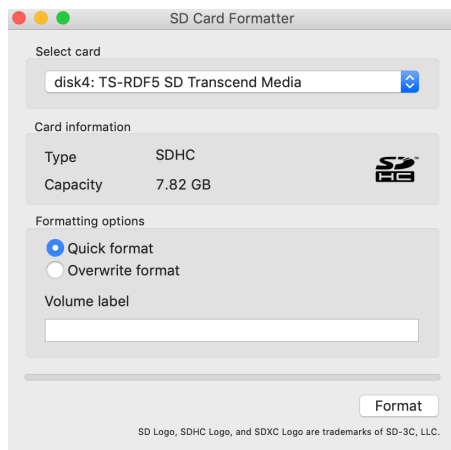 SD Card Formatter
Select card
disk4: TS-RDF5 SD Transcend Media
Card information
Type SDHC
Capacity 7.82 GB
SD
HC
Formatting options
Quick format
Overwrite format
Volume label
Format
SD Logo, SDHC Logo, and SDXC Logo are trademarks of SD-3C, LLC.